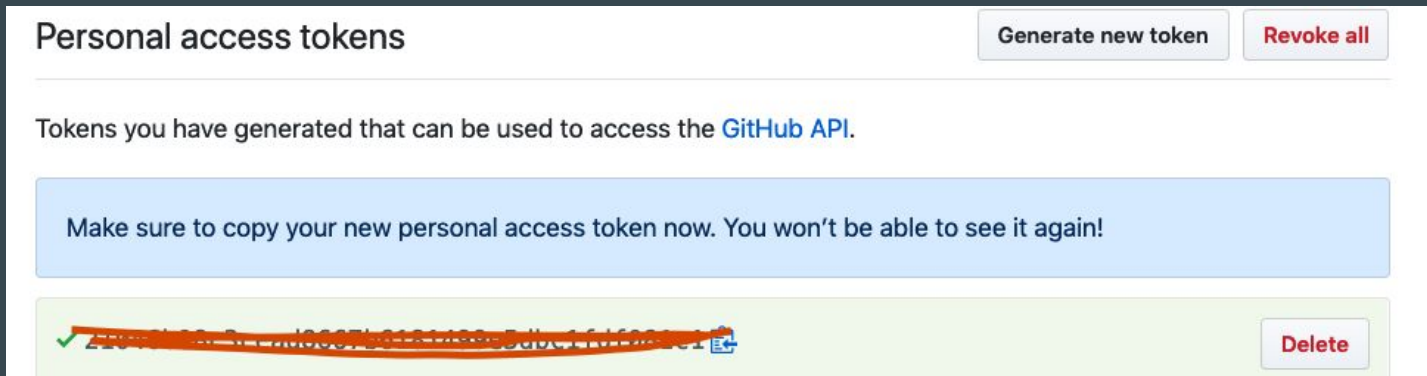 Personal access tokens
Generate new token
Revoke all
Tokens you have generated that can be used to access the GitHub API.
Make sure to copy your new personal access token now. You won't be able to see it again!
Delete